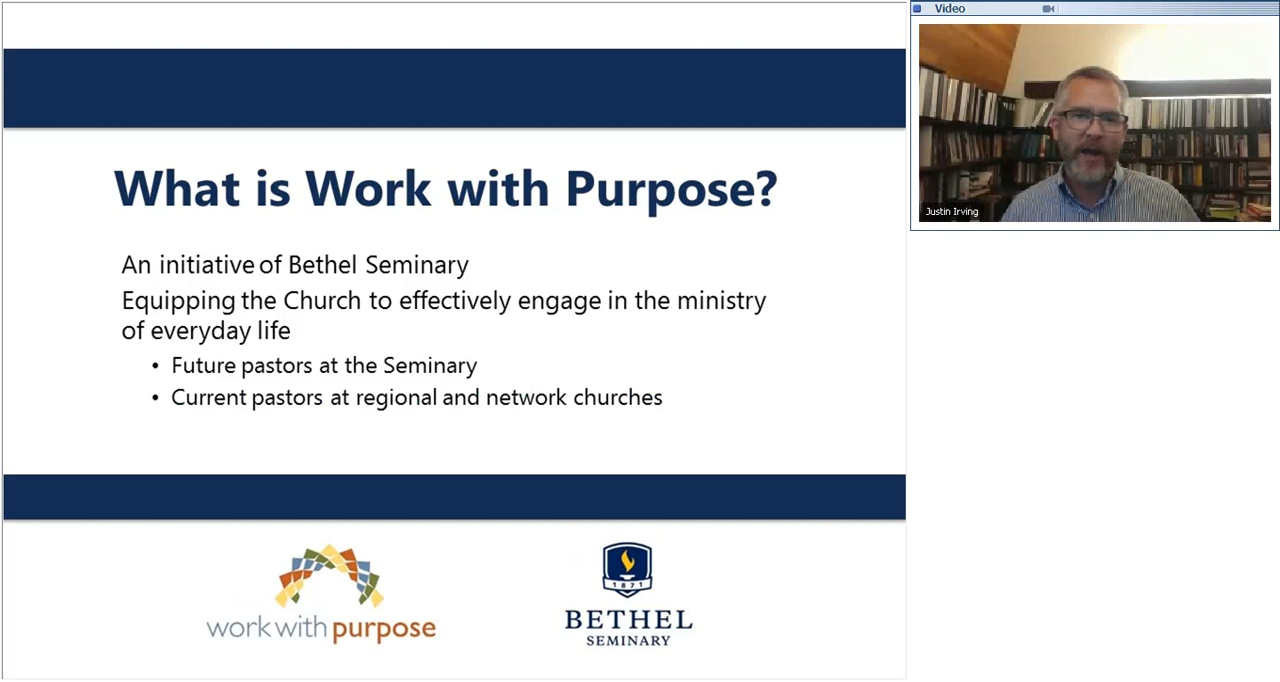 What is Work with Purpose?
An initiative of Bethel Seminary
Equipping the Church to effectively engage in the ministry
of everyday life
• Future pastors at the Seminary
• Current pastors at regional and network churches
work with purpose
1871
BETHEL
SEMINARY
Video
Justin Irving